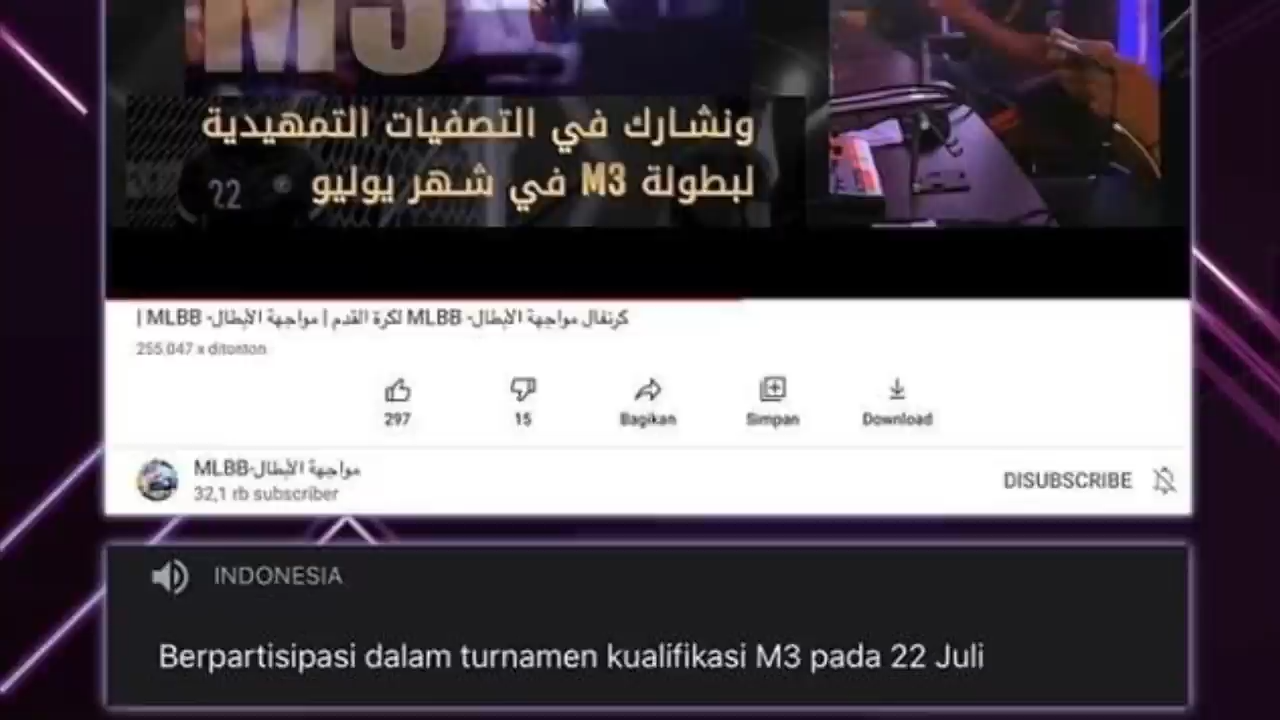 M3
ونشارك في التصفيات التمهيدية
لبطولة M3 في شهر يوليو
22
كرنفال مواجهة الأبطال- MLBB لكرة القدم | مواجهة الأبطال- MLBB |
255.047 x ditonton
297
15
Bagikan
Simpan
Download
مواجهة الأبطال-MLBB
32,1 rb subscriber
DISUBSCRIBE
INDONESIA
Berpartisipasi dalam turnamen kualifikasi M3 pada 22 Juli